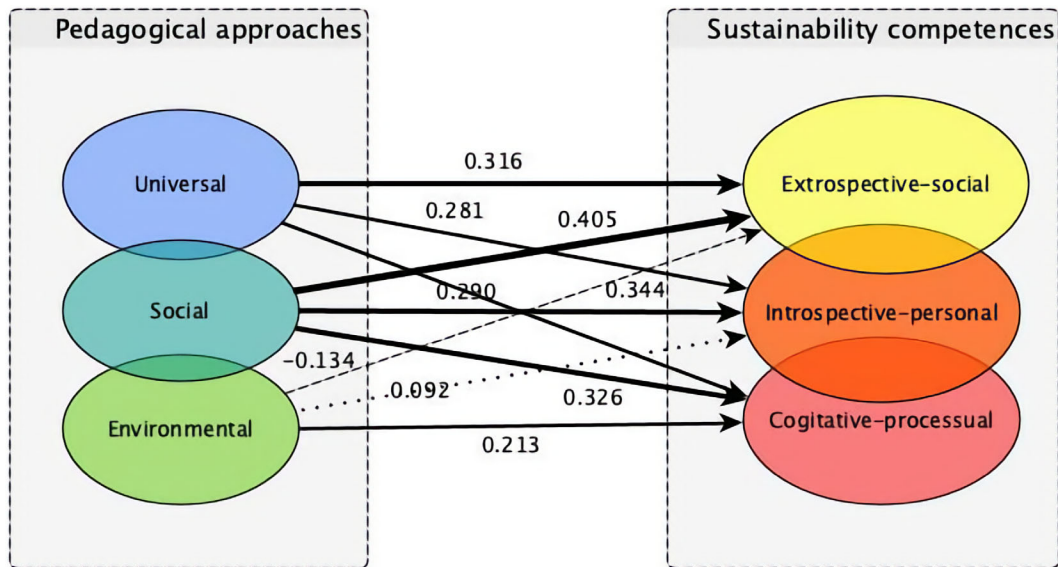 Pedagogical approaches
Sustainability competences
0.316
Universal
Extrospective-social
0.281
0.405
0.290
0.344
Social
Introspective-personal
-0.134
0.092
0.326
Environmental
Cogitative-processual
0.213